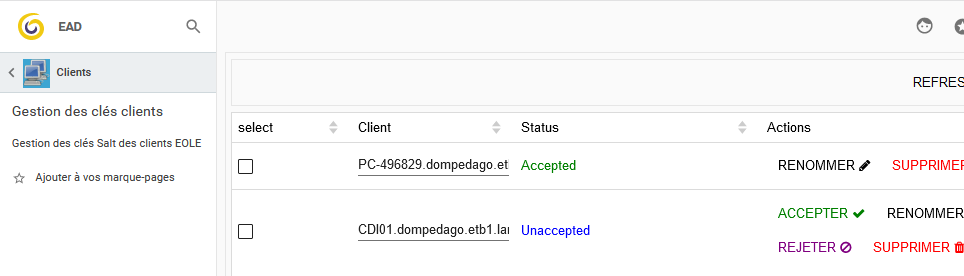 EAD
Clients
Gestion des clés clients
Gestion des clés Salt des clients EOLE
Ajouter à vos marque-pages
REFRES
select Client Status Actions
PC-496829.dompedago.et Accepted RENOMMER SUPPRIMER
ACCEPTER RENOMMER
CDI01.dompedago.etb1.lan Unaccepted
REJETER SUPPRIMER